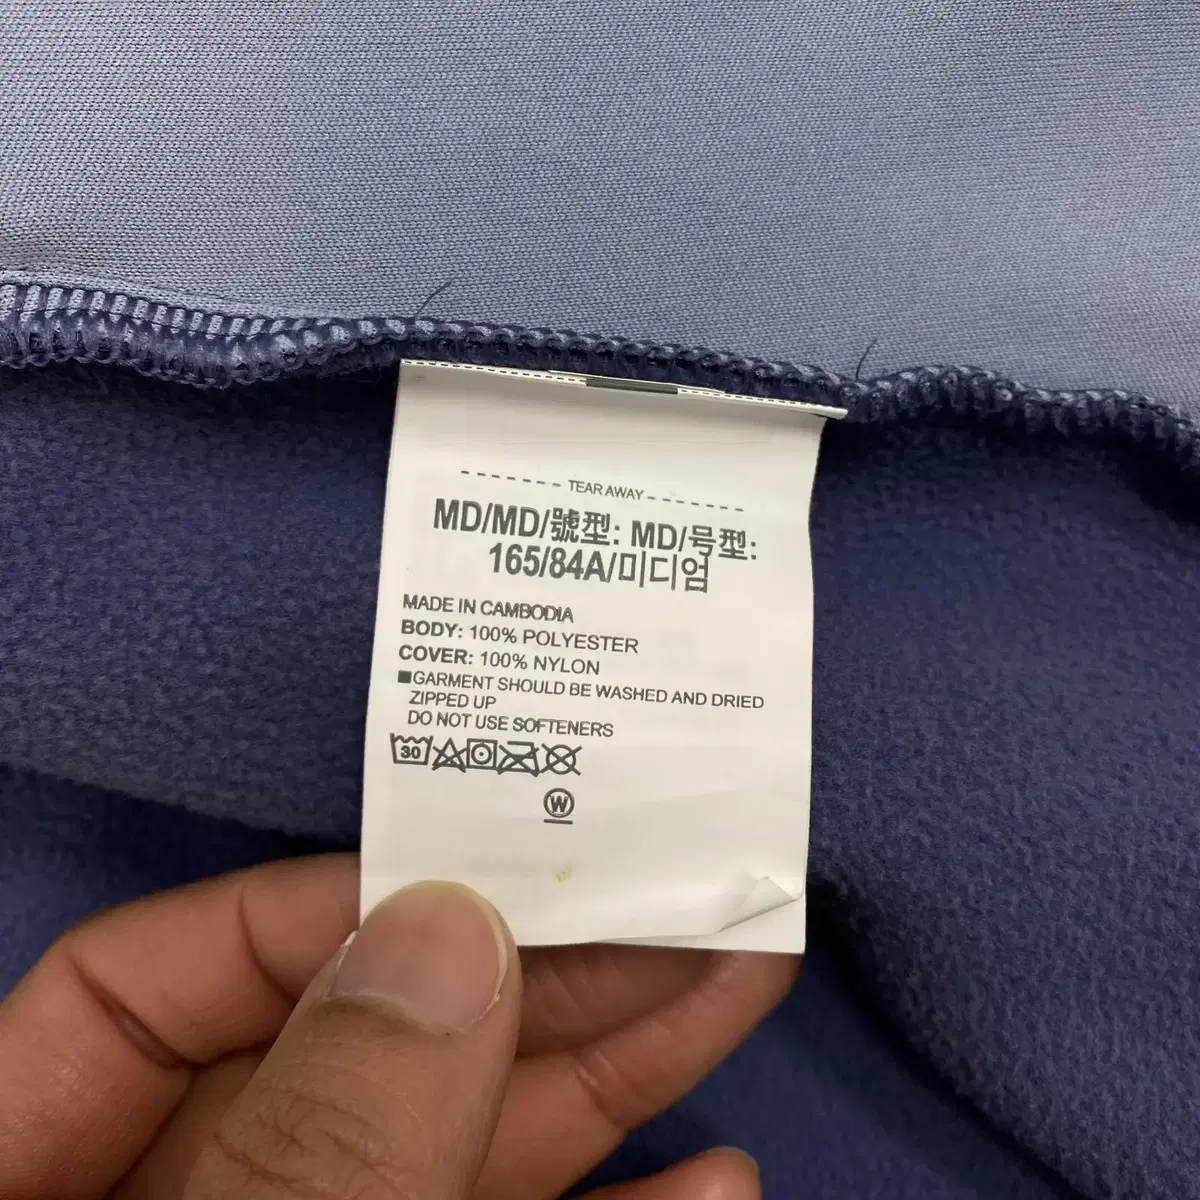 TEAR AWAY
MD/MD/號型: MD/号型:
165/84A/미디엄
MADE IN CAMBODIA
BODY: 100% POLYESTER
COVER: 100% NYLON
■GARMENT SHOULD BE WASHED AND DRIED
ZIPPED UP
DO NOT USE SOFTENERS
30
W